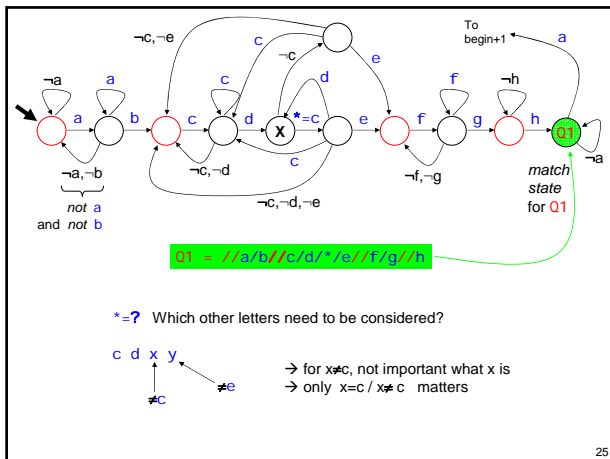 To
begin+1
a
¬c,¬e
c
¬c
e
d
¬a
a
c
f
¬h
a
b
c
d
X
*=c
e
f
g
h
Q1
¬a
c
¬a,¬b
¬c,¬d
¬f,¬g
match
state
for Q1
¬c,¬d,¬e
not a
and not b
Q1 = //a/b//c/d/*/e//f/g//h
*=? Which other letters need to be considered?
c d x y
→ for x≠c, not important what x is
→ only x=c / x≠ c matters
≠c
≠e
25